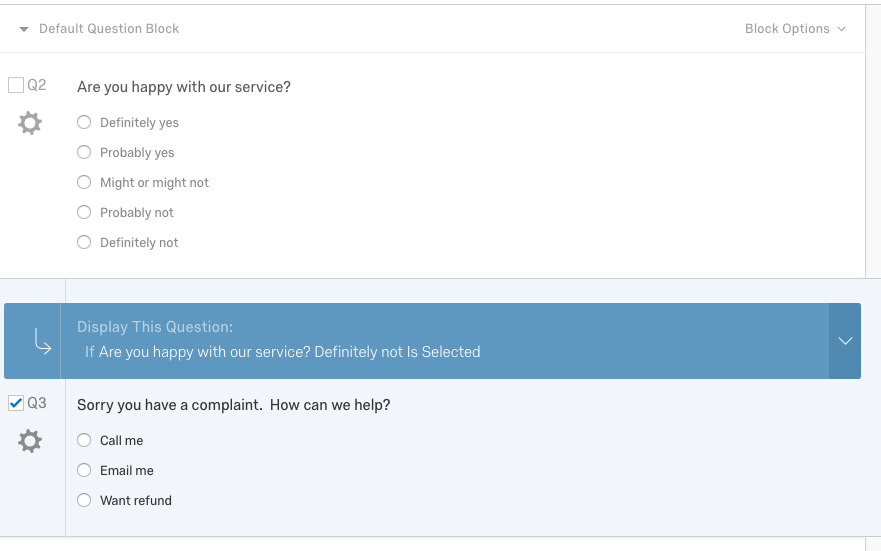 Default Question Block
Block Options
Q2
Are you happy with our service?
Definitely yes
Probably yes
Might or might not
Probably not
Definitely not
Display This Question:
If Are you happy with our service? Definitely not Is Selected
Q3
Sorry you have a complaint.  How can we help?
Call me
Email me
Want refund